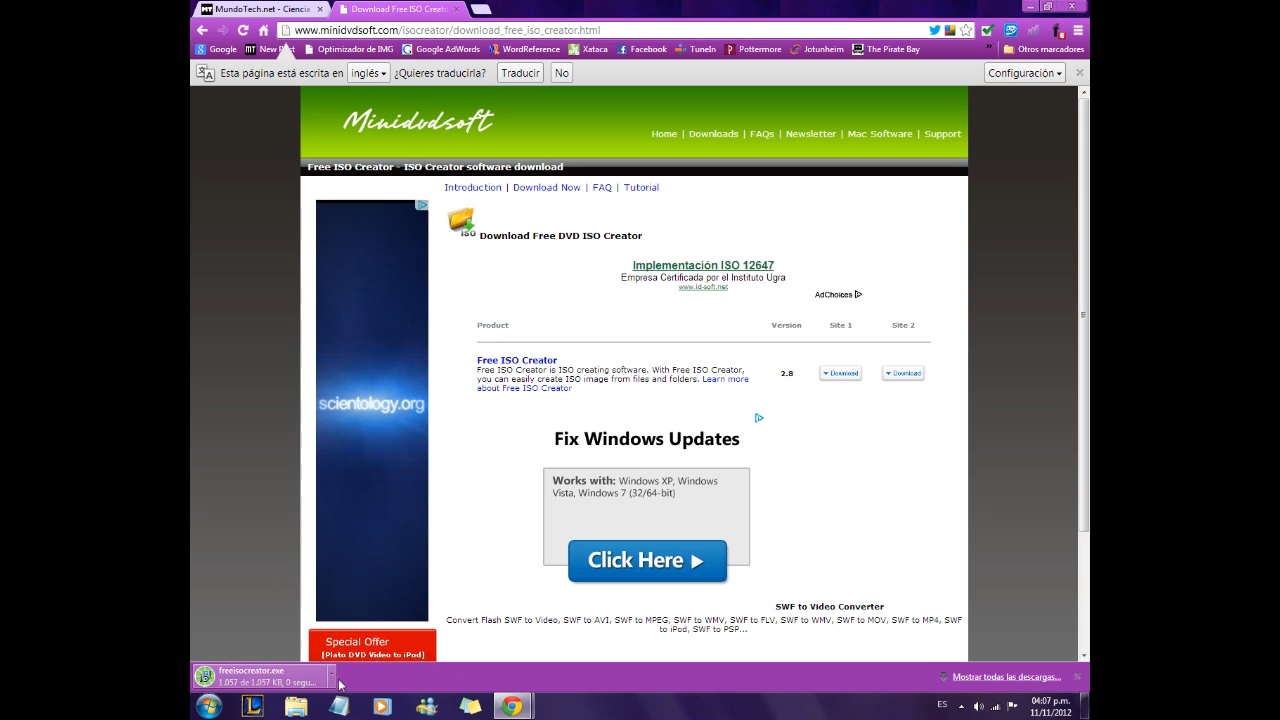 MundoTech.net - Ciencia
Download Free ISO Creato
www.minidvdsoft.com/isocreator/download_free_iso_creator.html
Google
New Post
Optimizador de IMG
Google AdWords
WordReference
Xataca
Facebook
TuneIn
Pottermore
Jotunheim
The Pirate Bay
»
Otros marcadores
Esta página está escrita en inglés ¿Quieres traducirla? Traducir No
Configuración
Minidvdsoft
Home | Downloads | FAQs | Newsletter | Mac Software | Support
Free ISO Creator - ISO Creator software download
Introduction | Download Now | FAQ | Tutorial
ISO
Download Free DVD ISO Creator
Implementación ISO 12647
Empresa Certificada por el Instituto Ugra
www.id-soft.net
AdChoices
Product Version Site 1 Site 2
Free ISO Creator
Free ISO Creator is ISO creating software. With Free ISO Creator,
you can easily create ISO image from files and folders. Learn more
about Free ISO Creator
2.8
Download
Download
scientology.org
Fix Windows Updates
Works with: Windows XP, Windows
Vista, Windows 7 (32/64-bit)
Click Here
SWF to Video Converter
Convert Flash SWF to Video, SWF to AVI, SWF to MPEG, SWF to WMV, SWF to FLV, SWF to WMV, SWF to MOV, SWF to MP4, SWF
to iPod, SWF to PSP...
Special Offer
[Plato DVD Video to iPod]
freeisocreator.exe
1.057 de 1.057 KB, 0 segu...
Mostrar todas las descargas...
ES
04:07 p.m.
11/11/2012